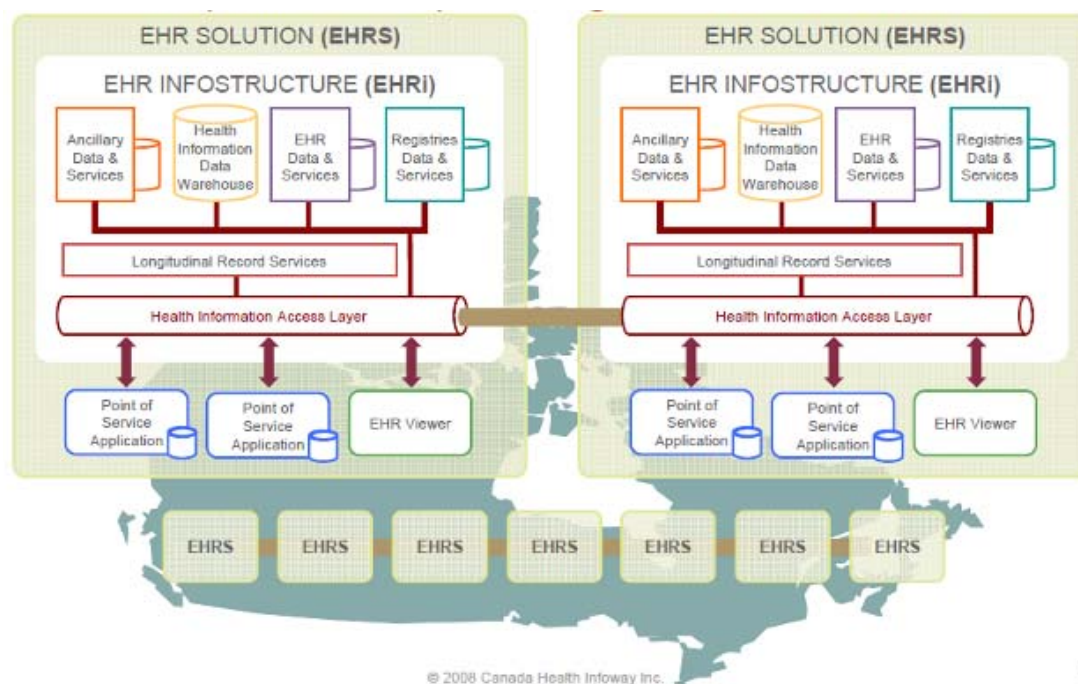 EHR SOLUTION (EHRS)
EHR INFOSTRUCTURE (EHRi)
Ancillary
Data &
Services
Health
Information
Data
Warehouse
EHR
Data &
Services
Registries
Data &
Services
Longitudinal Record Services
Health Information Access Layer
Point of
Service
Application
Point of
Service
Application
EHR Viewer
EHR SOLUTION (EHRS)
EHR INFOSTRUCTURE (EHRi)
Ancillary
Data &
Services
Health
Information
Data
Warehouse
EHR
Data &
Services
Registries
Data &
Services
Longitudinal Record Services
Health Information Access Layer
Point of
Service
Application
Point of
Service
Application
EHR Viewer
EHRS
EHRS
EHRS
EHRS
EHRS
EHRS
EHRS
© 2008 Canada Health Infoway Inc.